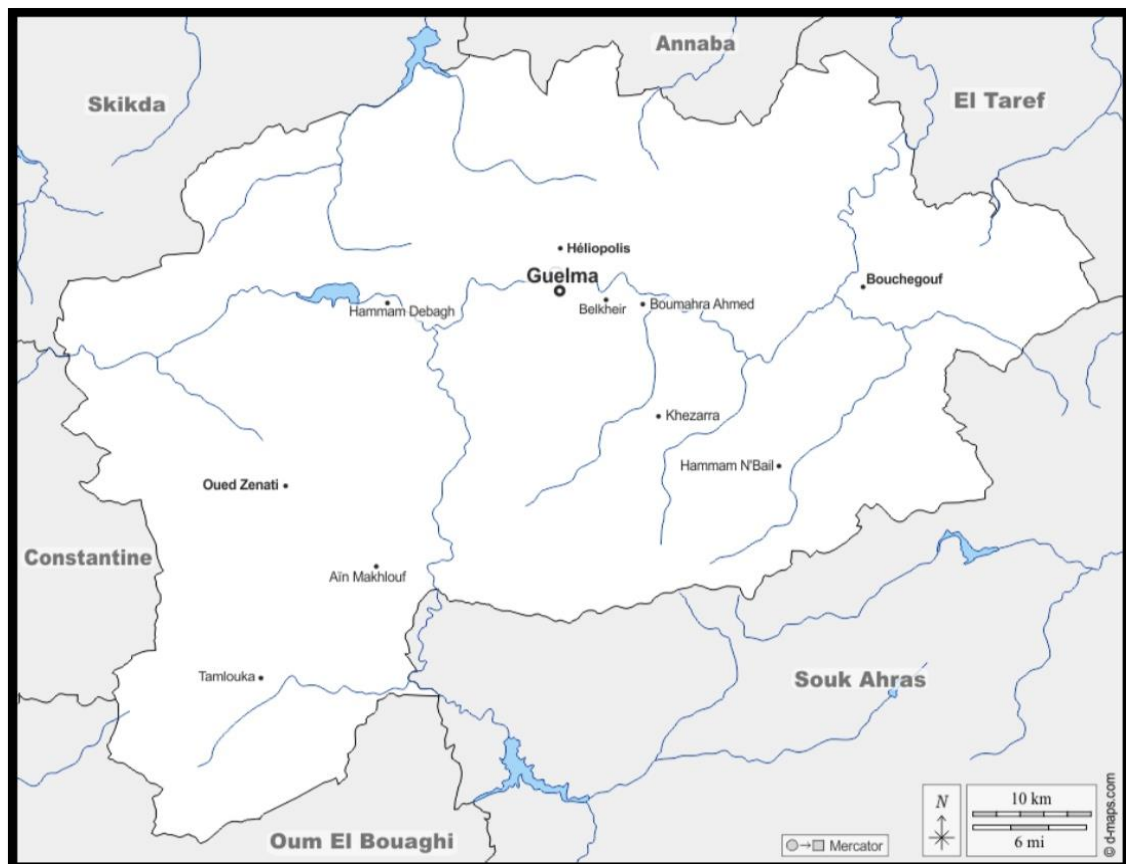 Annaba
Skikda
El Taref
Héliopolis
Guelma
Bouchegouf
Hammam Debagh
Belkheir
Boumahra Ahmed
Khezarra
Hammam N'Bail
Oued Zenati
Constantine
Aïn Makhlouf
Tamlouka
Souk Ahras
Oum El Bouaghi
N
10 km
6 mi
Mercator
© d-maps.com